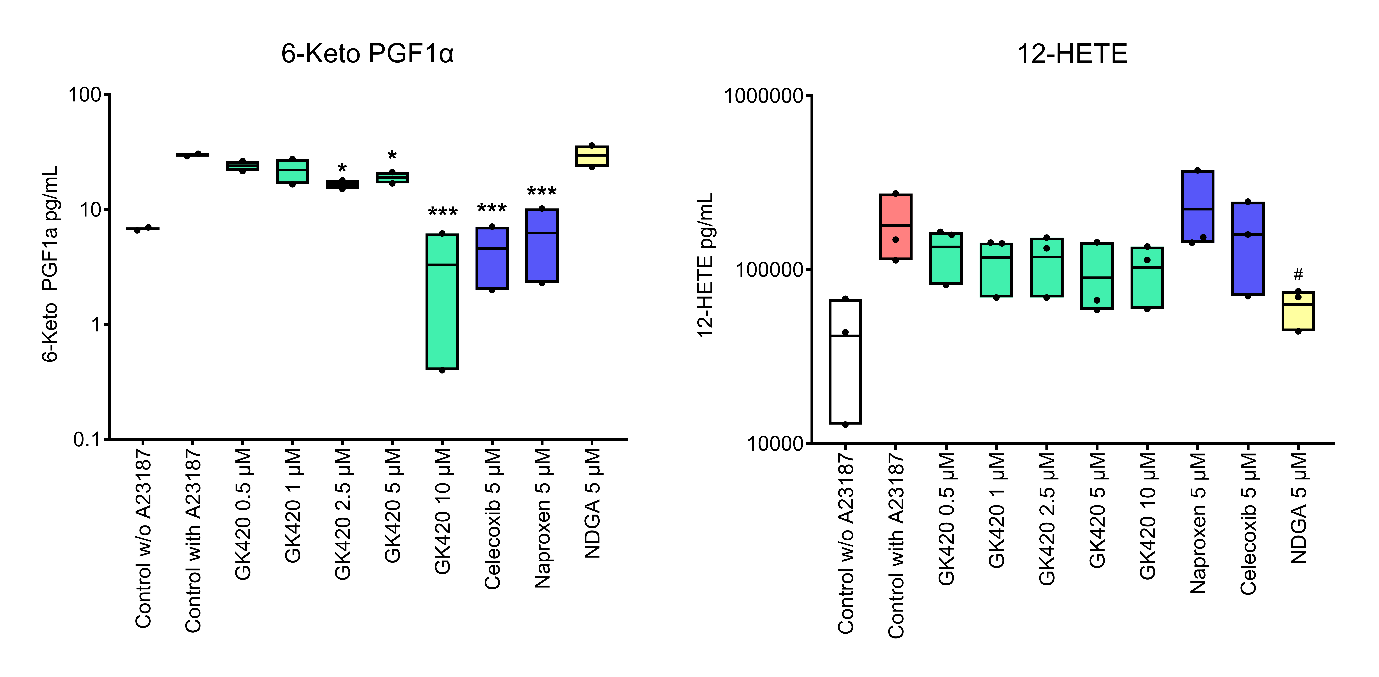 6-Keto PGF1α
6-Keto PGF1a pg/mL
100
10
1
0.1
*
*
***
***
***
Control w/o A23187
Control with A23187
GK420 0.5 µM
GK420 1 µM
GK420 2.5 µM
GK420 5 µM
GK420 10 µM
Celecoxib 5 µM
Naproxen 5 µM
NDGA 5 µM
12-HETE
12-HETE pg/mL
1000000
100000
10000
#
Control w/o A23187
Control with A23187
GK420 0.5 µM
GK420 1 µM
GK420 2.5 µM
GK420 5 µM
GK420 10 µM
Naproxen 5 µM
Celecoxib 5 µM
NDGA 5 µM